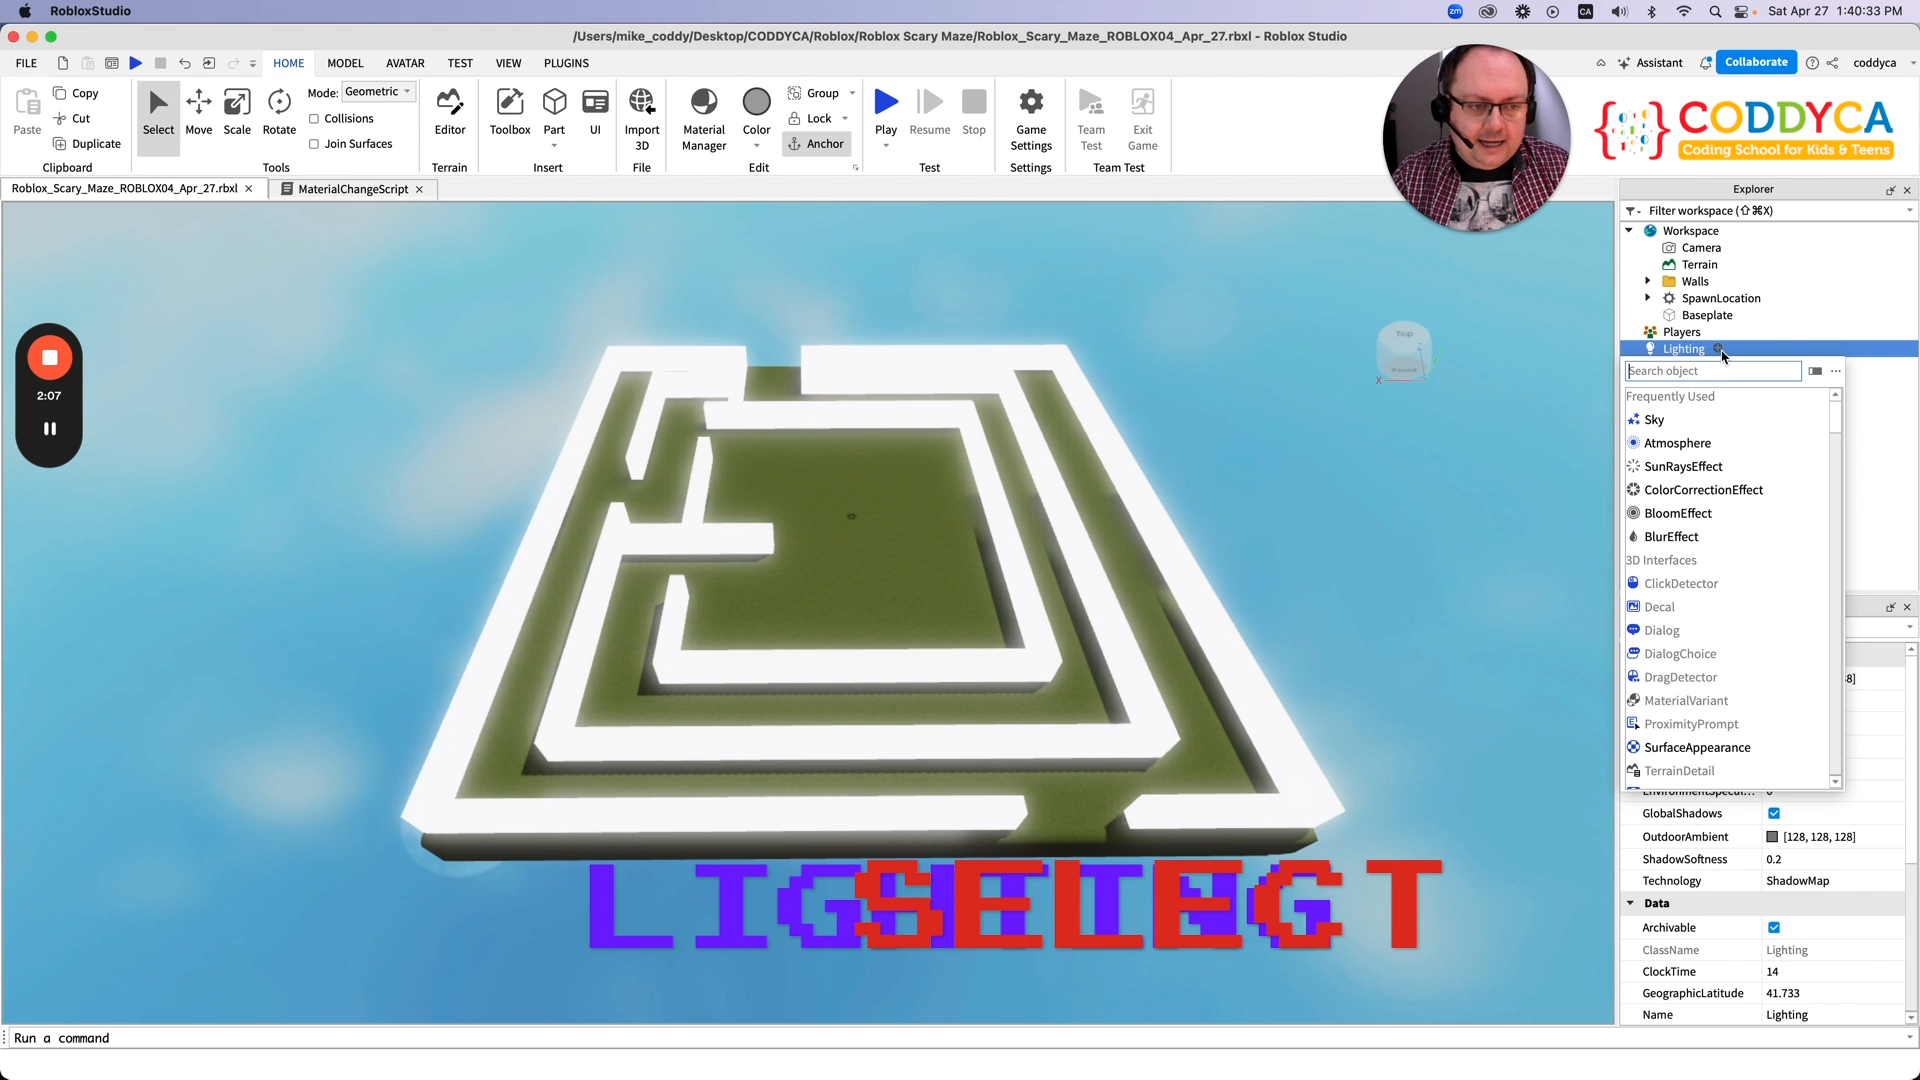 RobloxStudio
zm
CA
Sat Apr 27 1:40:33 PM
/Users/mike_coddy/Desktop/CODDYCA/Roblox/Roblox Scary Maze/Roblox_Scary_Maze_ROBLOX04_Apr_27.rbxl - Roblox Studio
FILE HOME MODEL AVATAR TEST VIEW PLUGINS
Assistant Collaborate coddyca
Paste
Copy
Cut
Duplicate
Clipboard
Select Move Scale Rotate
Mode: Geometric
Collisions
Join Surfaces
Tools
Editor
Terrain
Toolbox Part UI
Insert
Import
3D
File
Material
Manager
Color
Group
Lock
Anchor
Edit
Play Resume Stop
Test
Game
Settings
Settings
Team
Test
Exit
Game
Team Test
CODDYCA
Coding School for Kids & Teens
Roblox_Scary_Maze_ROBLOX04_Apr_27.rbxl
MaterialChangeScript
Explorer
Filter workspace (⇧⌘X)
Workspace
Camera
Terrain
Walls
SpawnLocation
Baseplate
Players
Lighting
Search object
Frequently Used
Sky
Atmosphere
SunRaysEffect
ColorCorrectionEffect
BloomEffect
BlurEffect
3D Interfaces
ClickDetector
Decal
Dialog
DialogChoice
DragDetector
MaterialVariant
ProximityPrompt
SurfaceAppearance
TerrainDetail
8]
GlobalShadows
OutdoorAmbient [128, 128, 128]
ShadowSoftness 0.2
Technology ShadowMap
Data
Archivable
ClassName Lighting
ClockTime 14
GeographicLatitude 41.733
Name Lighting
2:07
Top
Z
X
LIGHTING
SELECT
Run a command